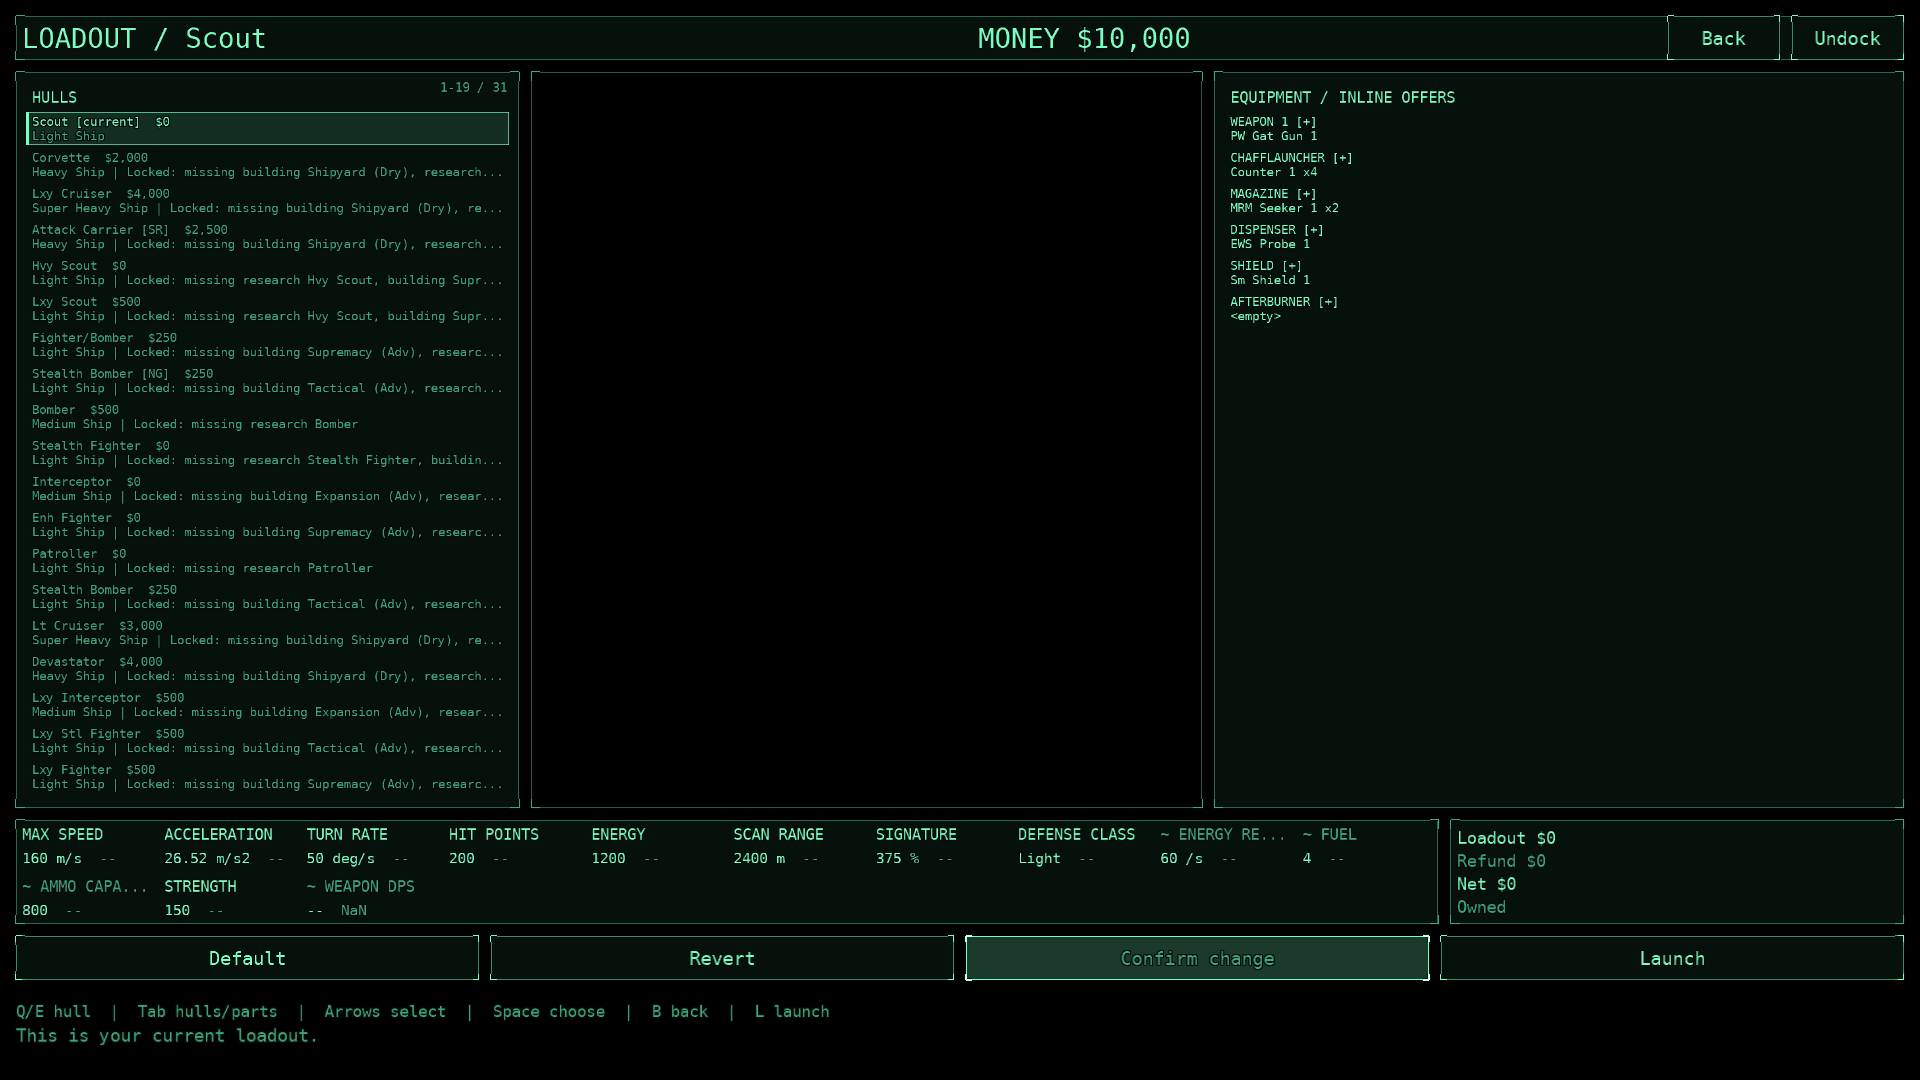 LOADOUT / Scout
MONEY $10,000
Back
Undock
HULLS
1-19 / 31
Scout [current]  $0
Light Ship
Corvette  $2,000
Heavy Ship | Locked: missing building Shipyard (Dry), research...
Lxy Cruiser  $4,000
Super Heavy Ship | Locked: missing building Shipyard (Dry), re...
Attack Carrier [SR]  $2,500
Heavy Ship | Locked: missing building Shipyard (Dry), research...
Hvy Scout  $0
Light Ship | Locked: missing research Hvy Scout, building Supr...
Lxy Scout  $500
Light Ship | Locked: missing research Hvy Scout, building Supr...
Fighter/Bomber  $250
Light Ship | Locked: missing building Supremacy (Adv), researc...
Stealth Bomber [NG]  $250
Light Ship | Locked: missing building Tactical (Adv), research...
Bomber  $500
Medium Ship | Locked: missing research Bomber
Stealth Fighter  $0
Light Ship | Locked: missing research Stealth Fighter, buildin...
Interceptor  $0
Medium Ship | Locked: missing building Expansion (Adv), resear...
Enh Fighter  $0
Light Ship | Locked: missing building Supremacy (Adv), researc...
Patroller  $0
Light Ship | Locked: missing research Patroller
Stealth Bomber  $250
Light Ship | Locked: missing building Tactical (Adv), research...
Lt Cruiser  $3,000
Super Heavy Ship | Locked: missing building Shipyard (Dry), re...
Devastator  $4,000
Heavy Ship | Locked: missing building Shipyard (Dry), research...
Lxy Interceptor  $500
Medium Ship | Locked: missing building Expansion (Adv), resear...
Lxy Stl Fighter  $500
Light Ship | Locked: missing building Tactical (Adv), research...
Lxy Fighter  $500
Light Ship | Locked: missing building Supremacy (Adv), researc...
EQUIPMENT / INLINE OFFERS
WEAPON 1 [+]
PW Gat Gun 1
CHAFFLAUNCHER [+]
Counter 1 x4
MAGAZINE [+]
MRM Seeker 1 x2
DISPENSER [+]
EWS Probe 1
SHIELD [+]
Sm Shield 1
AFTERBURNER [+]
<empty>
MAX SPEED  ACCELERATION  TURN RATE  HIT POINTS  ENERGY  SCAN RANGE  SIGNATURE  DEFENSE CLASS  ~ ENERGY RE...  ~ FUEL
160 m/s  --  26.52 m/s2  --  50 deg/s  --  200  --  1200  --  2400 m  --  375 %  --  Light  --  60 /s  --  4  --
~ AMMO CAPA...  STRENGTH  ~ WEAPON DPS
800  --  150  --  --  NaN
Loadout $0
Refund $0
Net $0
Owned
Default
Revert
Confirm change
Launch
Q/E hull  |  Tab hulls/parts  |  Arrows select  |  Space choose  |  B back  |  L launch
This is your current loadout.